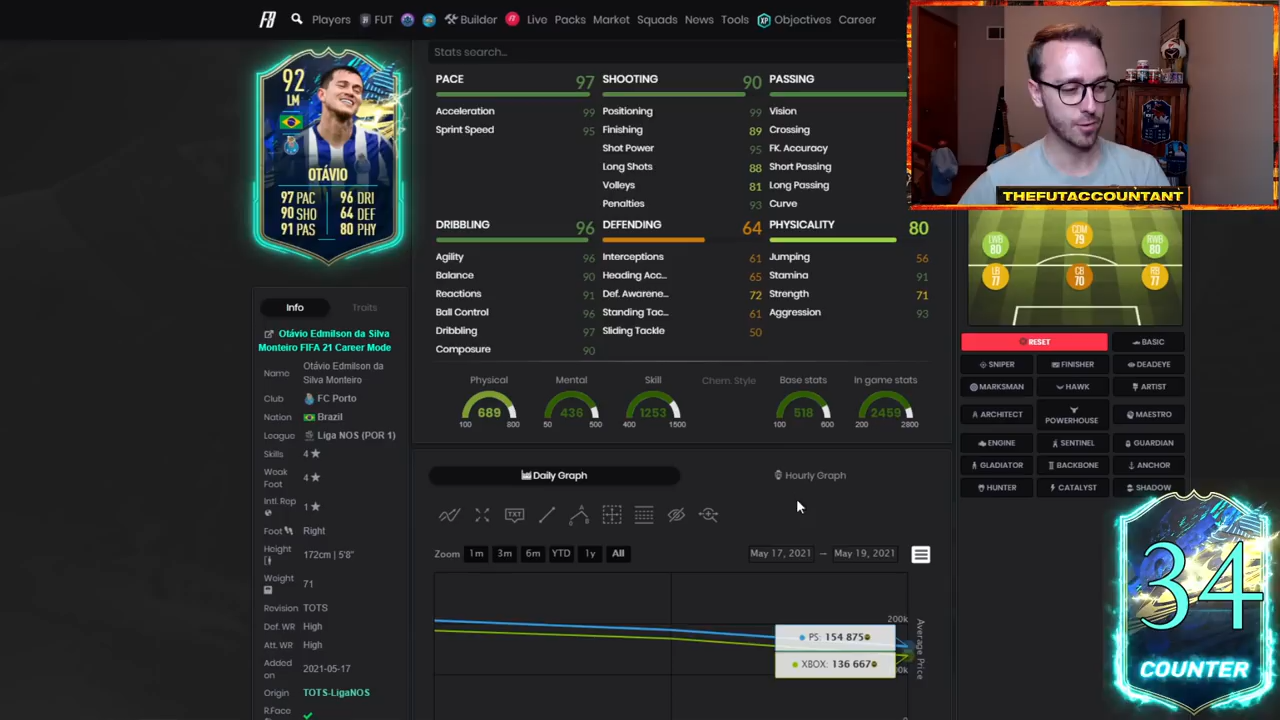 FB Players FUT Builder Live Packs Market Squads News Tools XP Objectives Career
Stats search...
92
LM
OTÁVIO
97 PAC 96 DRI
90 SHO 64 DEF
91 PAS 80 PHY
PACE 97
Acceleration 99
Sprint Speed 95
SHOOTING 90
Positioning 99
Finishing 89
Shot Power 95
Long Shots 88
Volleys 81
Penalties 93
PASSING
Vision
Crossing
FK. Accuracy
Short Passing
Long Passing
Curve
DRIBBLING 96
Agility 96
Balance 90
Reactions 91
Ball Control 96
Dribbling 97
Composure 90
DEFENDING 64
Interceptions 61
Heading Acc... 65
Def. Awarene... 72
Standing Tac... 61
Sliding Tackle 50
PHYSICALITY 80
Jumping 56
Stamina 91
Strength 71
Aggression 93
THEFUTACCOUNTANT
LWB 80
CDM 79
RWB 80
LB 77
CB 70
RB 77
RESET BASIC
SNIPER FINISHER DEADEYE
MARKSMAN HAWK ARTIST
ARCHITECT POWERHOUSE MAESTRO
ENGINE SENTINEL GUARDIAN
GLADIATOR BACKBONE ANCHOR
HUNTER CATALYST SHADOW
Physical Mental Skill Chem. Style Base stats In game stats
689 436 1253 518 2459
100 800 50 500 400 1500 100 600 200 2800
Info Traits
Otávio Edmilson da Silva
Monteiro FIFA 21 Career Mode
Name Otávio Edmilson da
Silva Monteiro
Club FC Porto
Nation Brazil
League Liga NOS (POR 1)
Skills 4
Weak
Foot 4
Intl. Rep 1
Foot Right
Height 172cm | 5'8"
Weight 71
Revision TOTS
Def. WR High
Att. WR High
Added
on 2021-05-17
Origin TOTS-LigaNOS
R.Face
Daily Graph Hourly Graph
TXT
Zoom 1m 3m 6m YTD 1y All May 17, 2021 → May 19, 2021
200k
PS: 154 875
XBOX: 136 667
Average Price
34
COUNTER